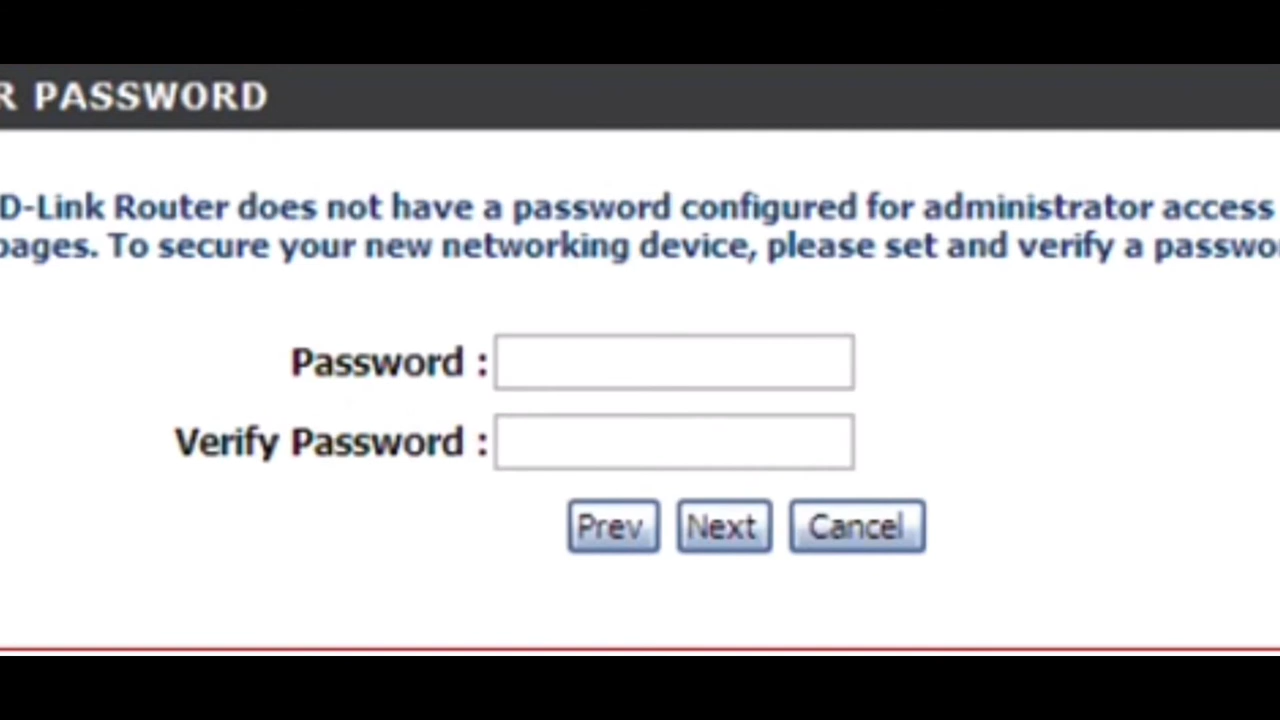 R PASSWORD
D-Link Router does not have a password configured for administrator access
pages. To secure your new networking device, please set and verify a passwo
Password :
Verify Password :
Prev Next Cancel